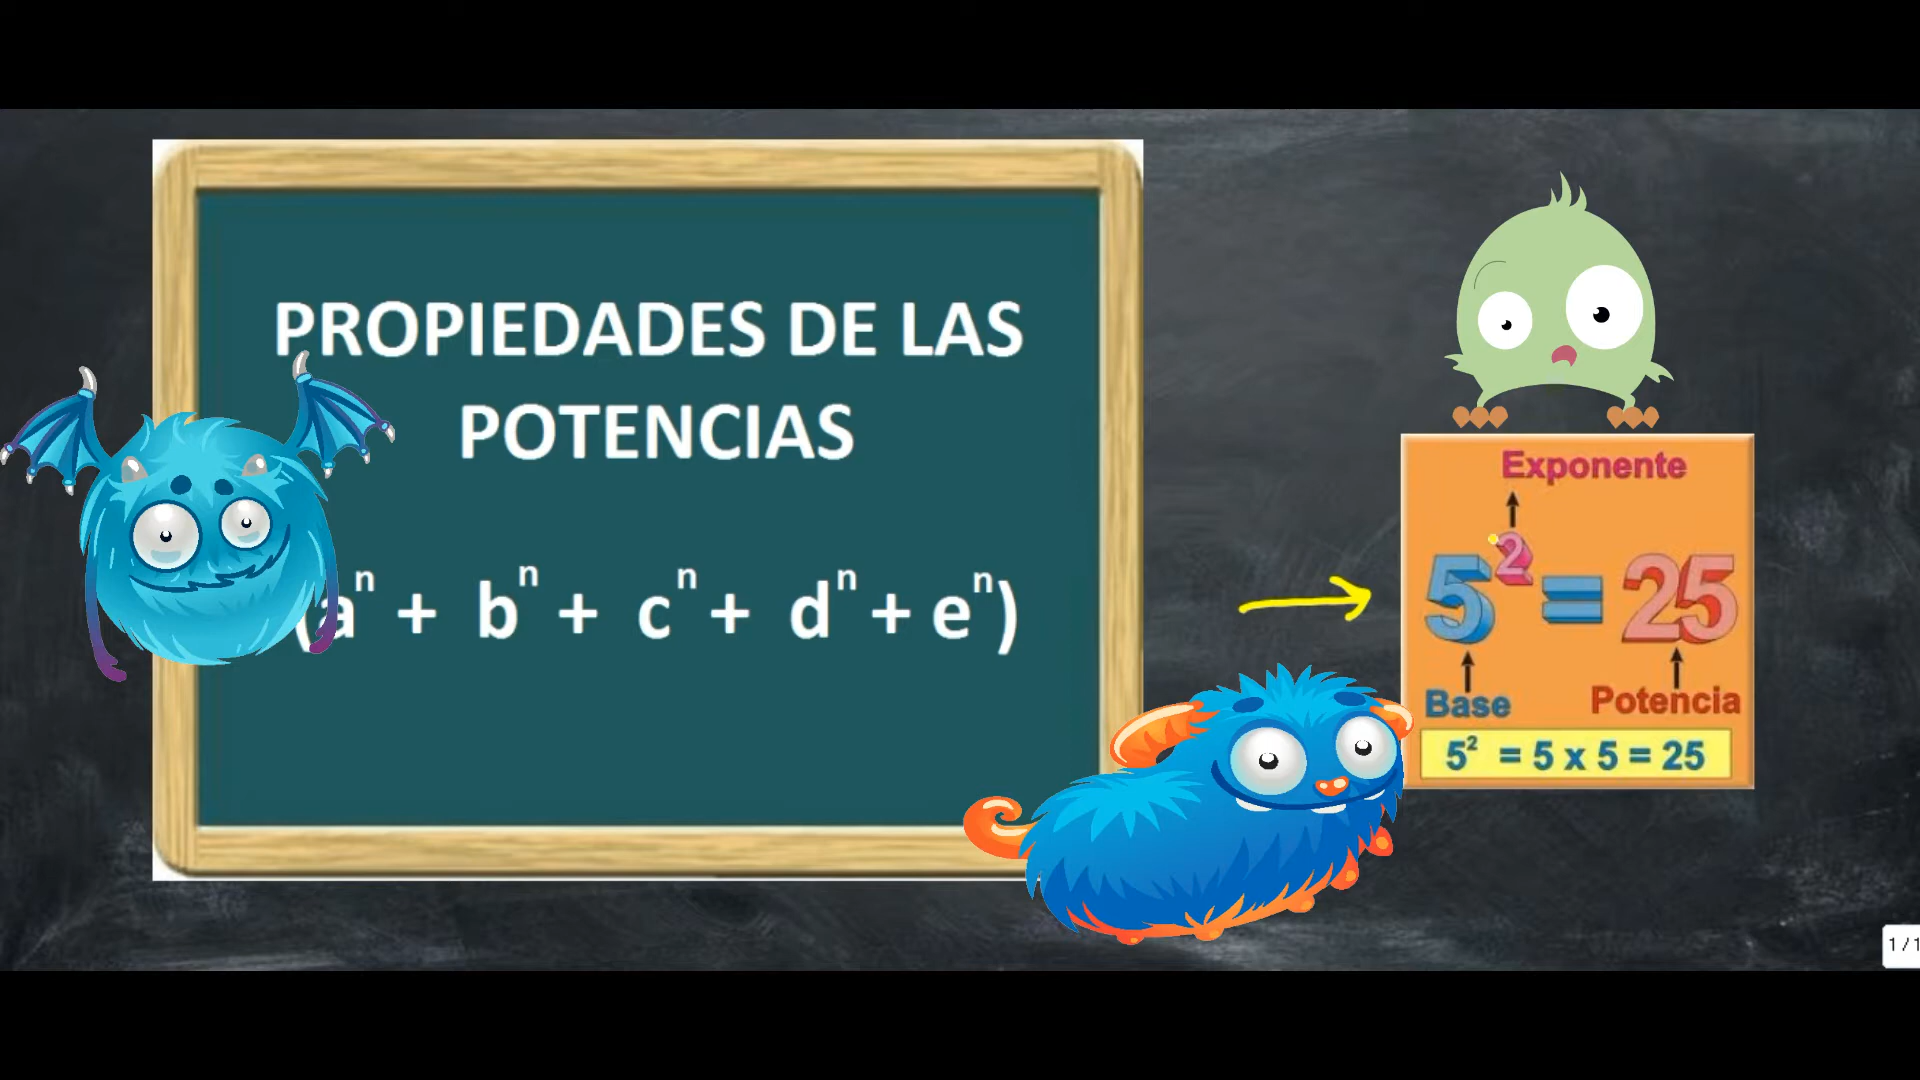 PROPIEDADES DE LAS
POTENCIAS
(aⁿ + bⁿ + cⁿ + dⁿ + eⁿ)
Exponente
5² = 25
Base
Potencia
5² = 5 x 5 = 25
1 / 1